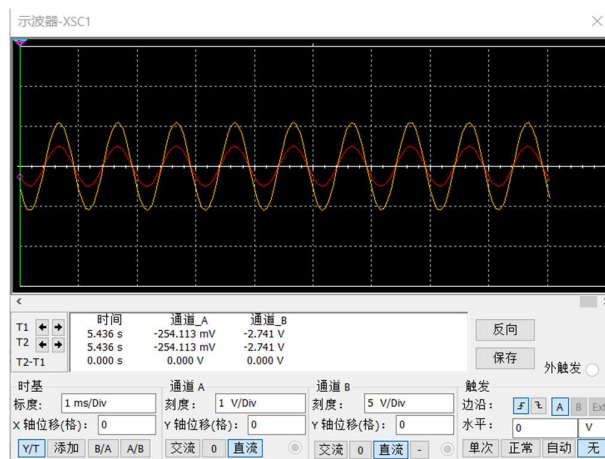 示波器-XSC1
时间 通道_A 通道_B
T1 5.436 s -254.113 mV -2.741 V
T2 5.436 s -254.113 mV -2.741 V
T2-T1 0.000 s 0.000 V 0.000 V
反向
保存
外触发
时基 通道 A 通道 B 触发
标度: 1 ms/Div 刻度: 1 V/Div 刻度: 5 V/Div 边沿: A B Ext
X 轴位移(格): 0 Y 轴位移(格): 0 Y 轴位移(格): 0 水平: 0 V
Y/T 添加 B/A A/B 交流 0 直流 交流 0 直流 - 单次 正常 自动 无